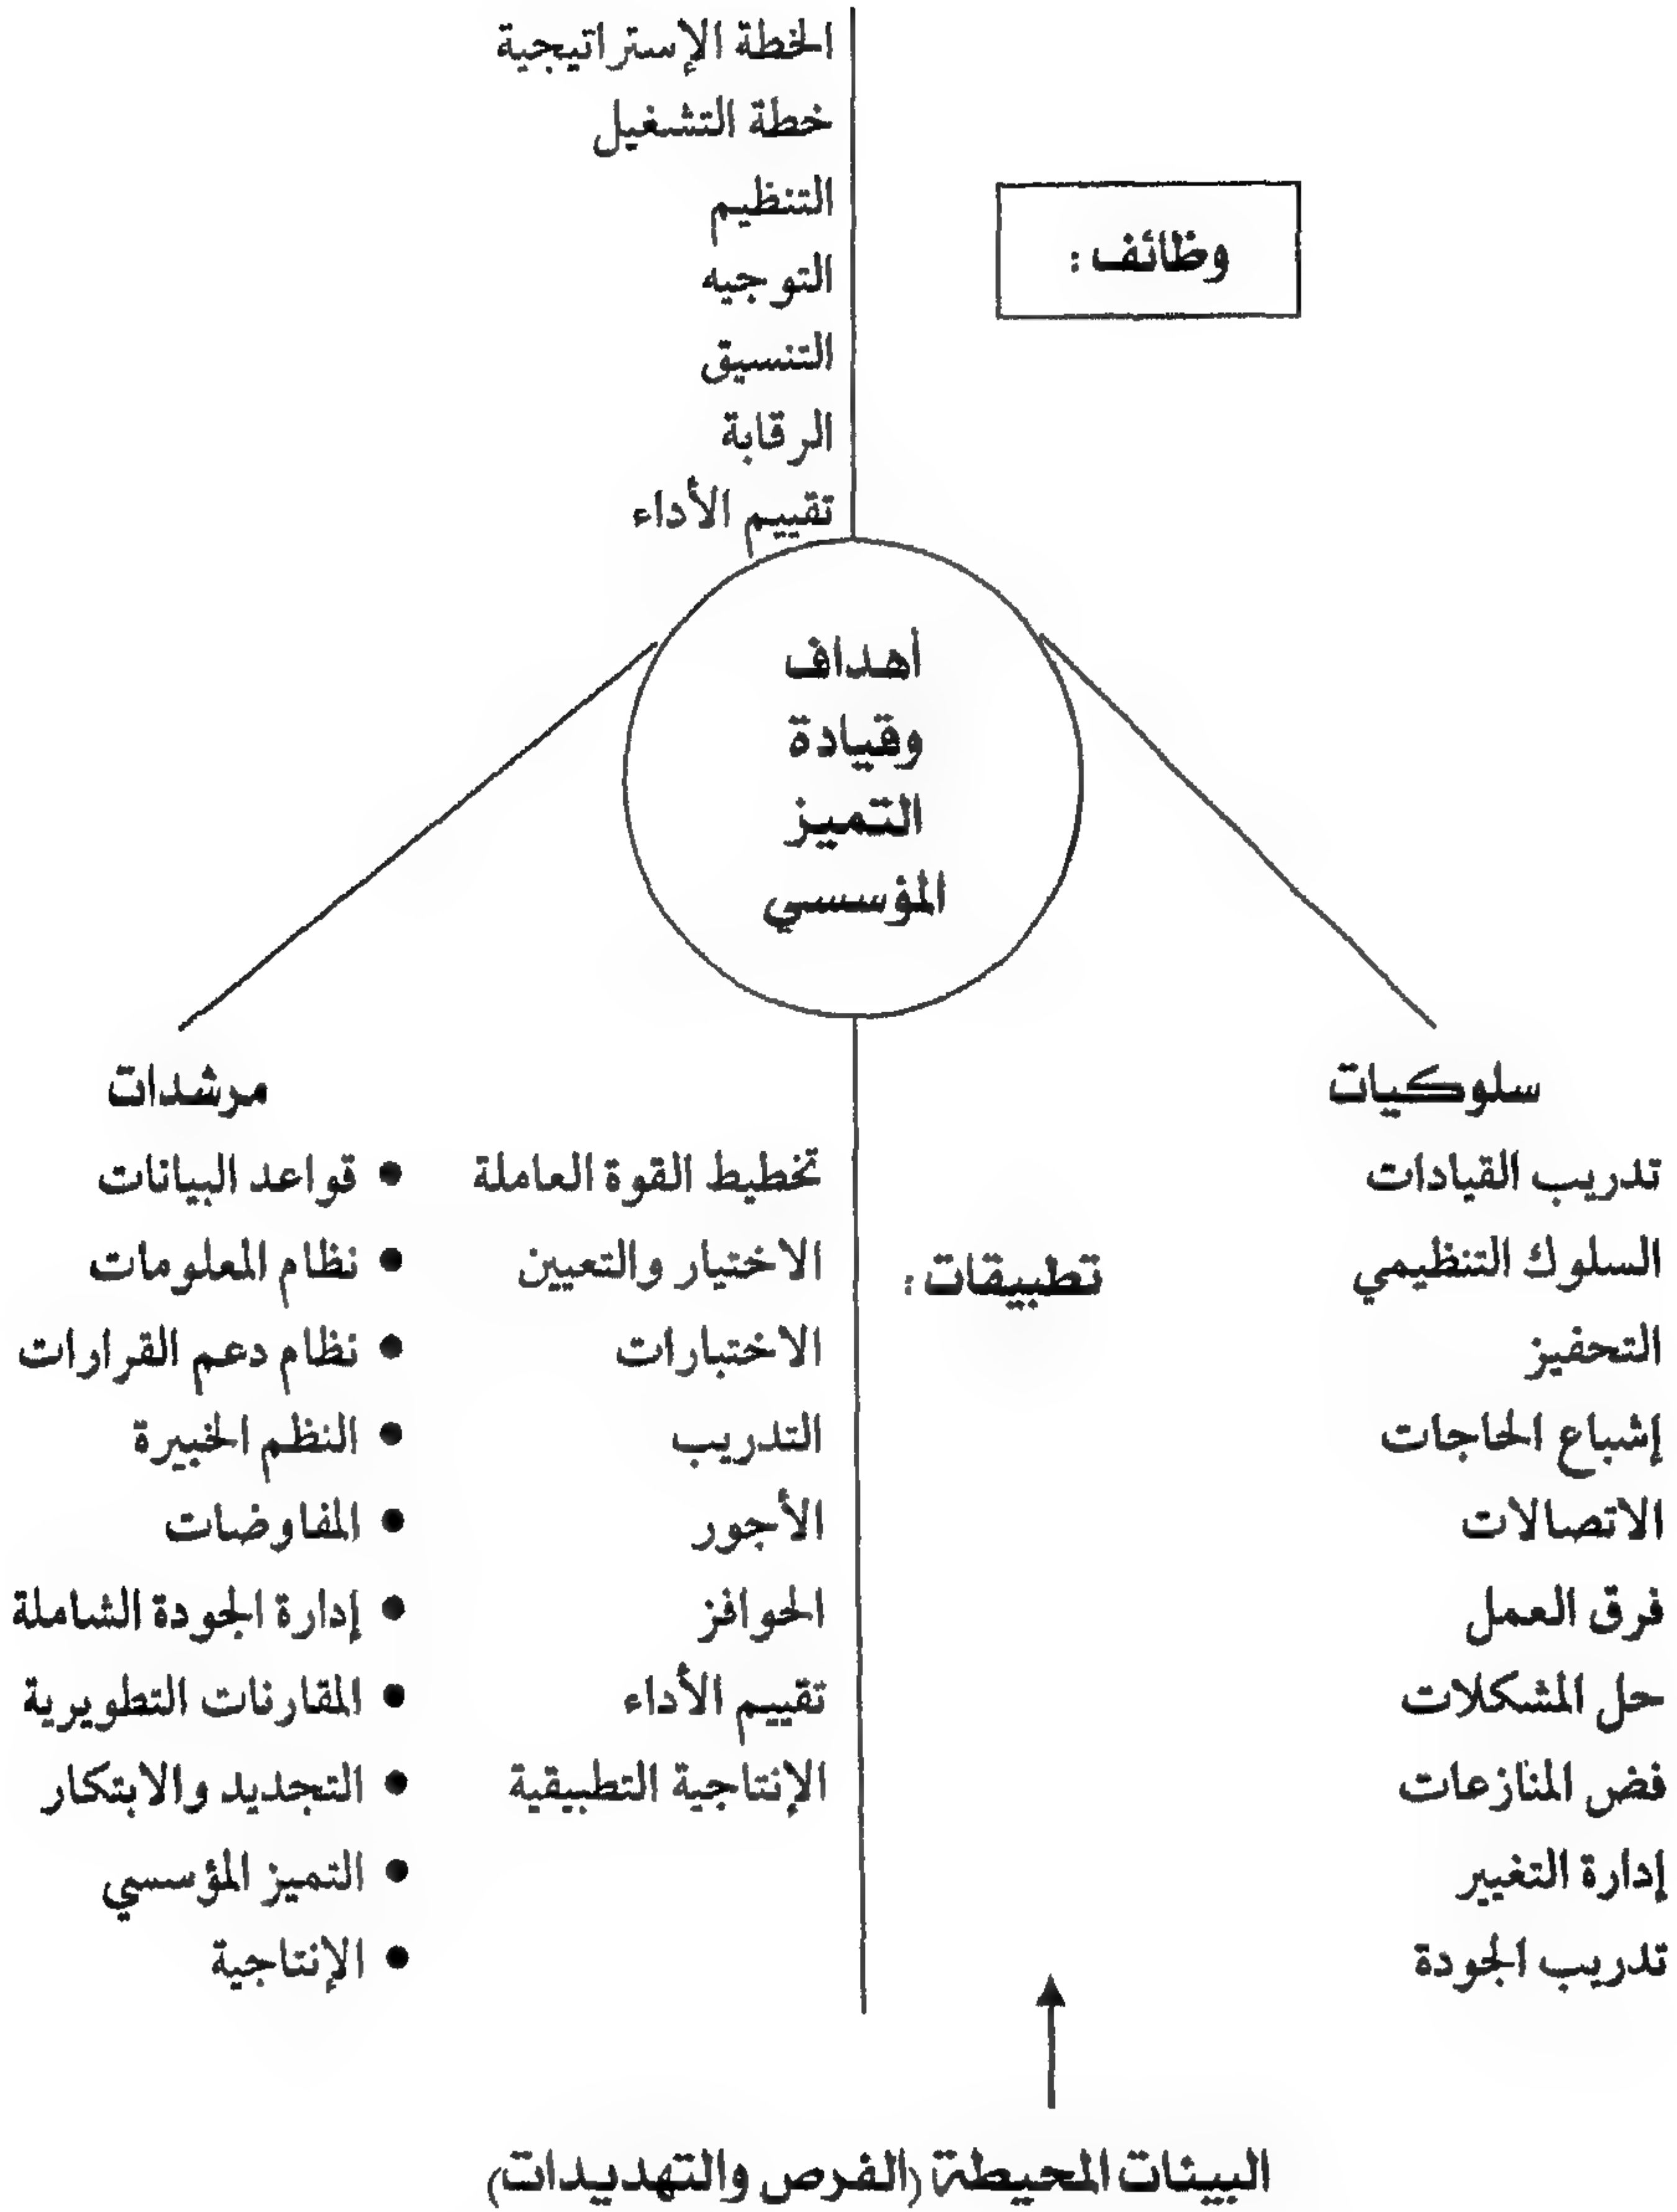 وظائف :
الخطة الإستراتيجية
خطة التشغيل
التنظيم
التوجيه
التنسيق
الرقابة
تقييم الأداء
أهداف
وقيادة
التميز
المؤسسي
سلوكيات
تدريب القيادات
السلوك التنظيمي
التحفيز
إشباع الحاجات
الاتصالات
فرق العمل
حل المشكلات
فض المنازعات
إدارة التغيير
تدريب الجودة
تطبيقات :
تخطيط القوة العاملة
الاختيار والتعيين
الاختبارات
التدريب
الأجور
الحوافز
تقييم الأداء
الإنتاجية التطبيقية
مرشدات
• قواعد البيانات
• نظام المعلومات
• نظام دعم القرارات
• النظم الخبيرة
• المفاوضات
• إدارة الجودة الشاملة
• المقارنات التطويرية
• التجديد والابتكار
• التميز المؤسسي
• الإنتاجية
البيئات المحيطة (الفرص والتهديدات)